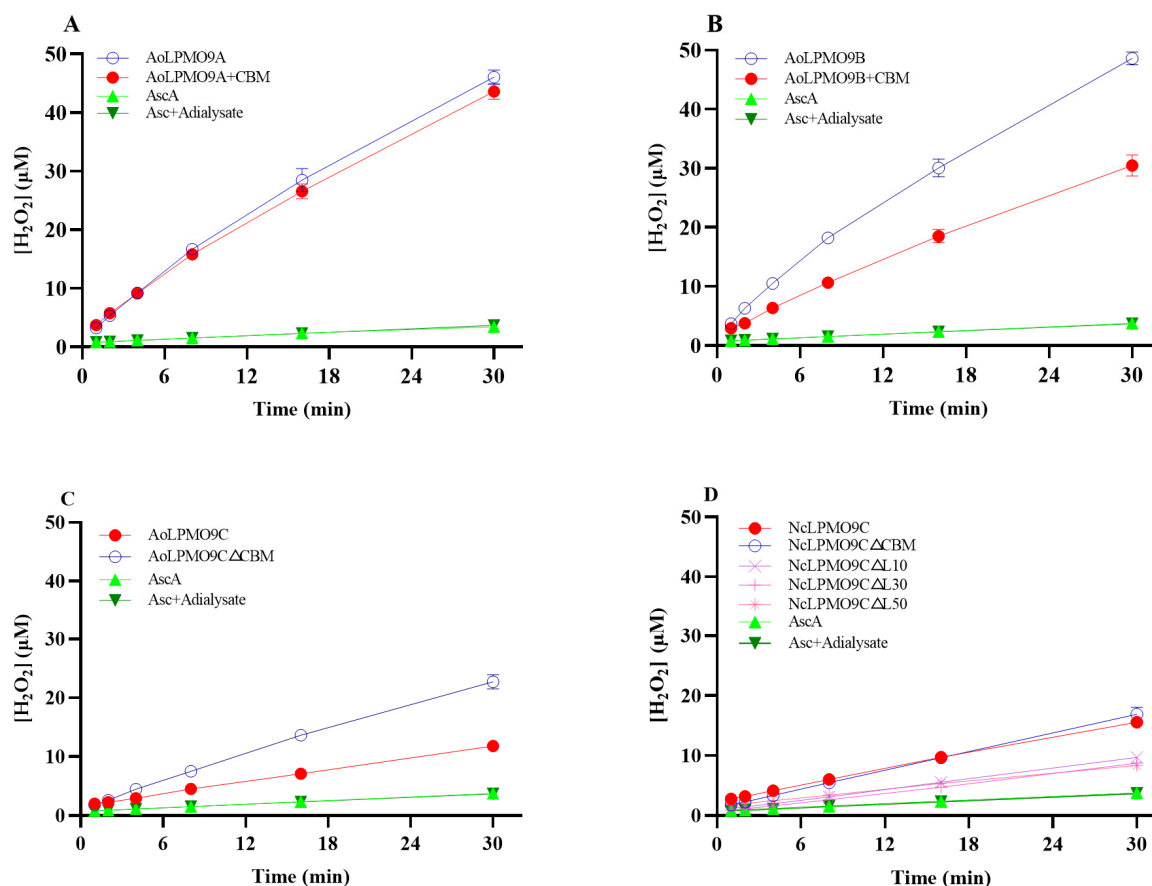 A
AoLPMO9A
AoLPMO9A+CBM
AscA
Asc+Adialysate
[H₂O₂] (µM)
50
40
30
20
10
0
0 6 12 18 24 30
Time (min)
B
AoLPMO9B
AoLPMO9B+CBM
AscA
Asc+Adialysate
[H₂O₂] (µM)
50
40
30
20
10
0
0 6 12 18 24 30
Time (min)
C
AoLPMO9C
AoLPMO9C△CBM
AscA
Asc+Adialysate
[H₂O₂] (µM)
50
40
30
20
10
0
0 6 12 18 24 30
Time (min)
D
NcLPMO9C
NcLPMO9C△CBM
NcLPMO9C△L10
NcLPMO9C△L30
NcLPMO9C△L50
AscA
Asc+Adialysate
[H₂O₂] (µM)
50
40
30
20
10
0
0 6 12 18 24 30
Time (min)